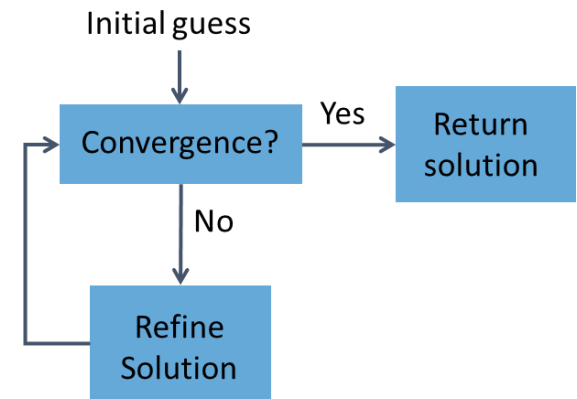 Initial guess
Convergence?
Yes
Return
solution
No
Refine
Solution